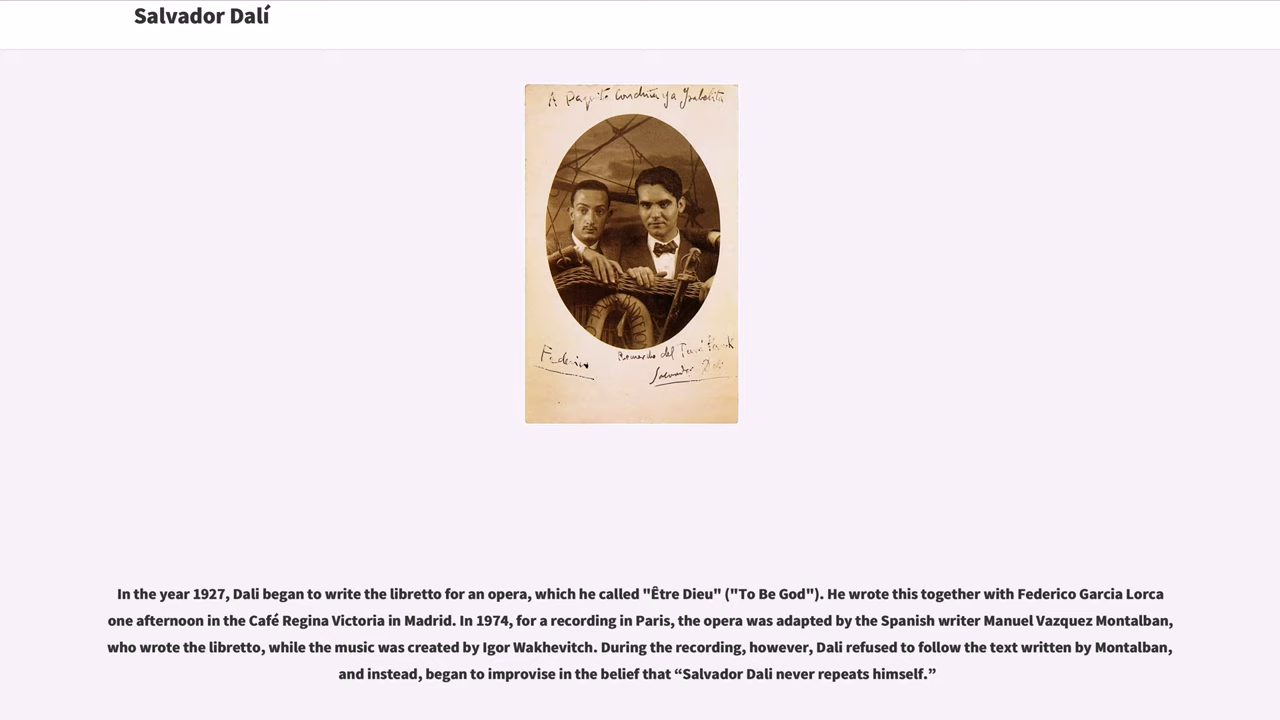 Salvador Dalí
A Paquito
Federico
Recuerdo del
Salvador Dalí
In the year 1927, Dali began to write the libretto for an opera, which he called "Être Dieu" ("To Be God"). He wrote this together with Federico Garcia Lorca
one afternoon in the Café Regina Victoria in Madrid. In 1974, for a recording in Paris, the opera was adapted by the Spanish writer Manuel Vazquez Montalban,
who wrote the libretto, while the music was created by Igor Wakhevitch. During the recording, however, Dali refused to follow the text written by Montalban,
and instead, began to improvise in the belief that “Salvador Dali never repeats himself.”